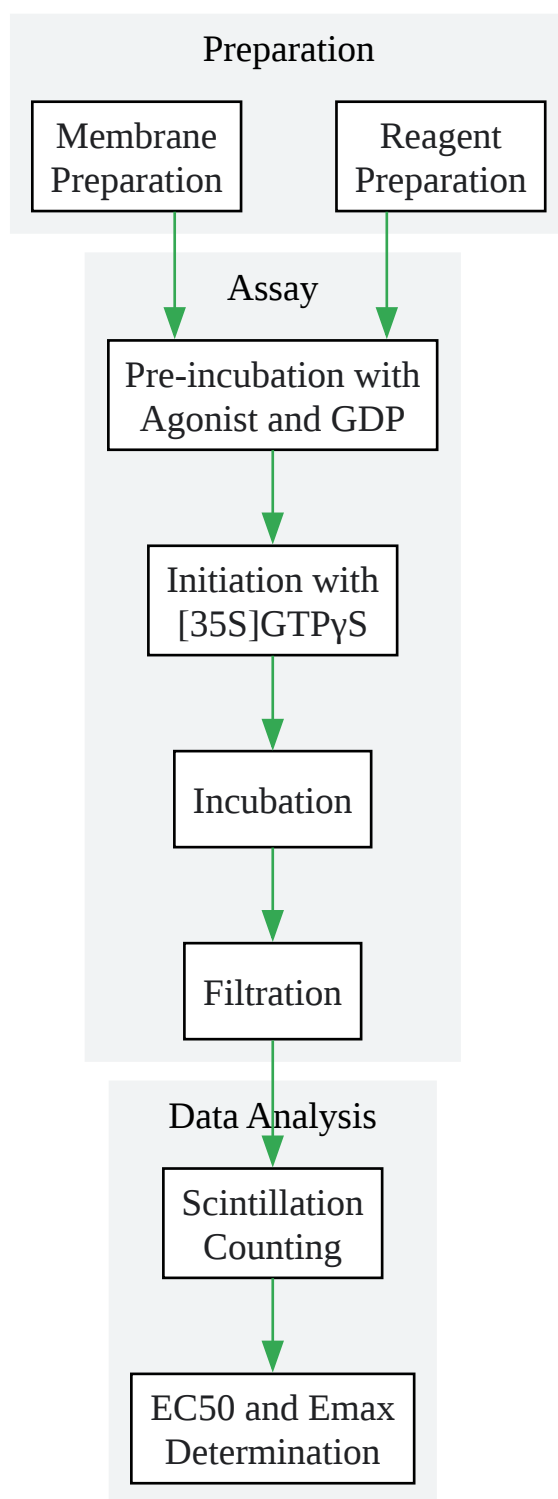 Preparation
Membrane
Preparation
Reagent
Preparation
Assay
Pre-incubation with
Agonist and GDP
Initiation with
[35S]GTPγS
Incubation
Filtration
Data Analysis
Scintillation
Counting
EC50 and Emax
Determination